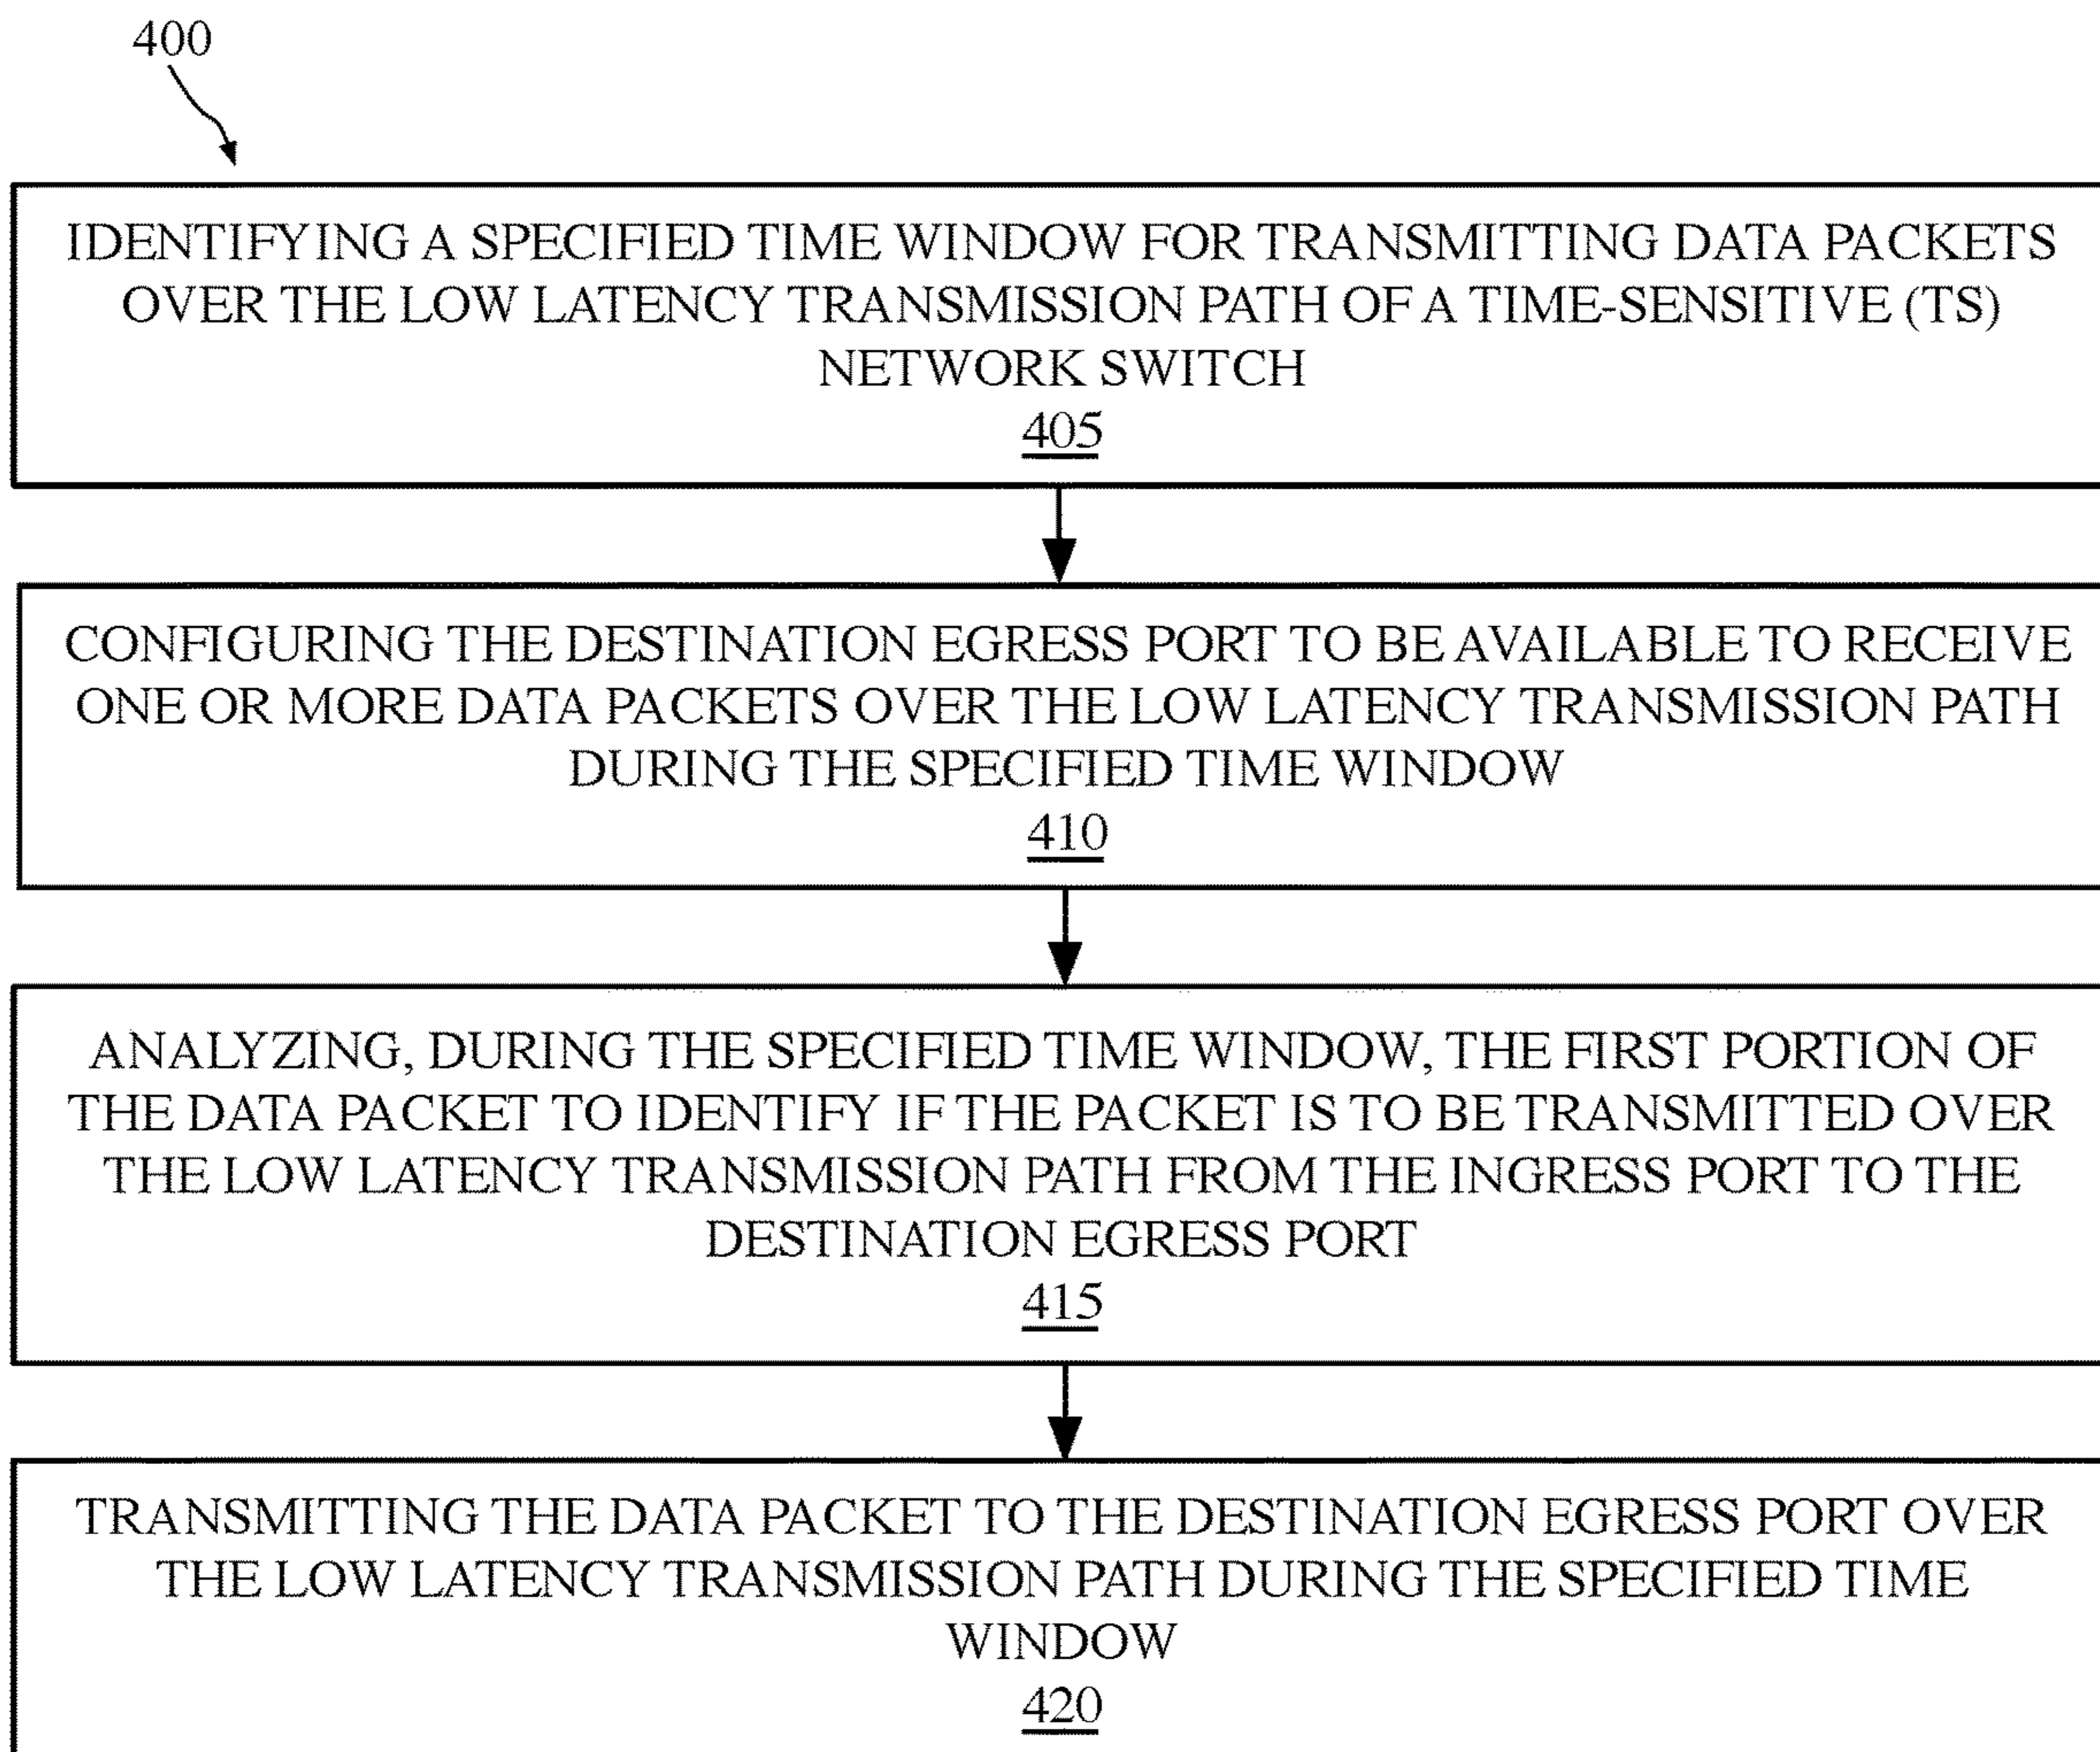 400
IDENTIFYING A SPECIFIED TIME WINDOW FOR TRANSMITTING DATA PACKETS
OVER THE LOW LATENCY TRANSMISSION PATH OF A TIME-SENSITIVE (TS)
NETWORK SWITCH
405
CONFIGURING THE DESTINATION EGRESS PORT TO BE AVAILABLE TO RECEIVE
ONE OR MORE DATA PACKETS OVER THE LOW LATENCY TRANSMISSION PATH
DURING THE SPECIFIED TIME WINDOW
410
ANALYZING, DURING THE SPECIFIED TIME WINDOW, THE FIRST PORTION OF
THE DATA PACKET TO IDENTIFY IF THE PACKET IS TO BE TRANSMITTED OVER
THE LOW LATENCY TRANSMISSION PATH FROM THE INGRESS PORT TO THE
DESTINATION EGRESS PORT
415
TRANSMITTING THE DATA PACKET TO THE DESTINATION EGRESS PORT OVER
THE LOW LATENCY TRANSMISSION PATH DURING THE SPECIFIED TIME
WINDOW
420